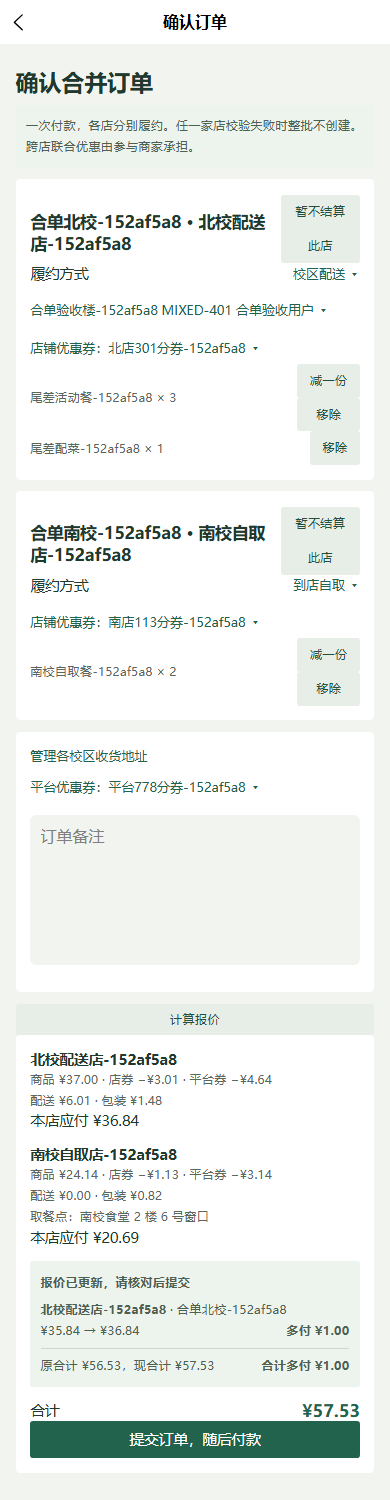 确认订单
确认合并订单
一次付款，各店分别履约。任一家店校验失败时整批不创建。
跨店联合优惠由参与商家承担。
合单北校-152af5a8 · 北校配送
店-152af5a8
暂不结算
此店
履约方式
校区配送
合单验收楼-152af5a8 MIXED-401 合单验收用户
店铺优惠券：北店301分券-152af5a8
尾差活动餐-152af5a8 × 3
减一份
移除
尾差配菜-152af5a8 × 1
移除
合单南校-152af5a8 · 南校自取
店-152af5a8
暂不结算
此店
履约方式
到店自取
店铺优惠券：南店113分券-152af5a8
南校自取餐-152af5a8 × 2
减一份
移除
管理各校区收货地址
平台优惠券：平台778分券-152af5a8
订单备注
计算报价
北校配送店-152af5a8
商品 ¥37.00 · 店券 −¥3.01 · 平台券 −¥4.64
配送 ¥6.01 · 包装 ¥1.48
本店应付 ¥36.84
南校自取店-152af5a8
商品 ¥24.14 · 店券 −¥1.13 · 平台券 −¥3.14
配送 ¥0.00 · 包装 ¥0.82
取餐点：南校食堂 2 楼 6 号窗口
本店应付 ¥20.69
报价已更新，请核对后提交
北校配送店-152af5a8 · 合单北校-152af5a8
¥35.84 → ¥36.84 多付 ¥1.00
原合计 ¥56.53，现合计 ¥57.53 合计多付 ¥1.00
合计 ¥57.53
提交订单，随后付款